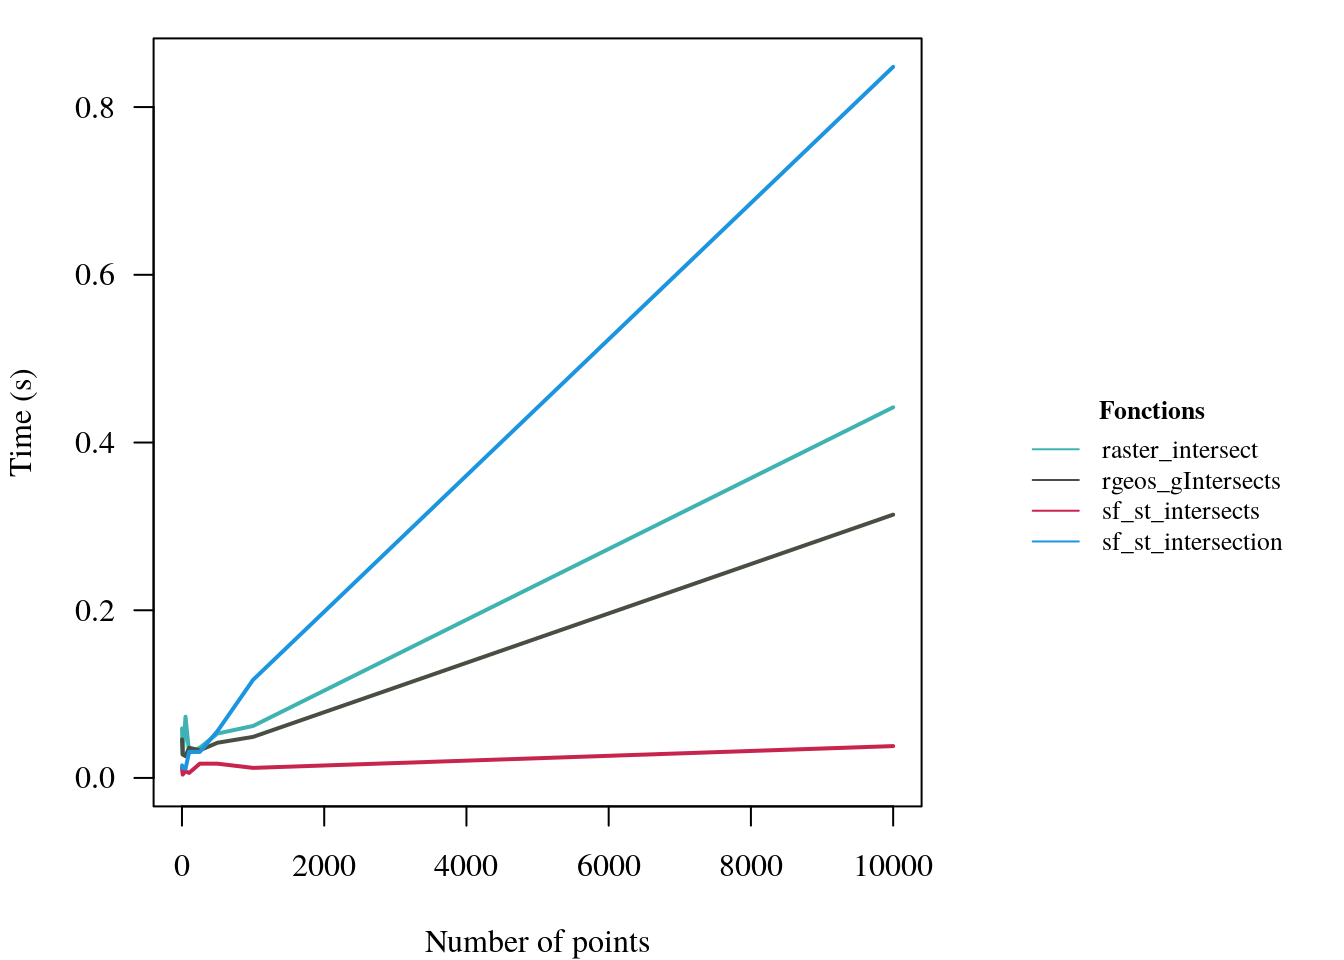 0.8
0.6
0.4
0.2
0.0
Time (s)
0 2000 4000 6000 8000 10000
Number of points
Fonctions
raster_intersect
rgeos_gIntersects
sf_st_intersects
sf_st_intersection